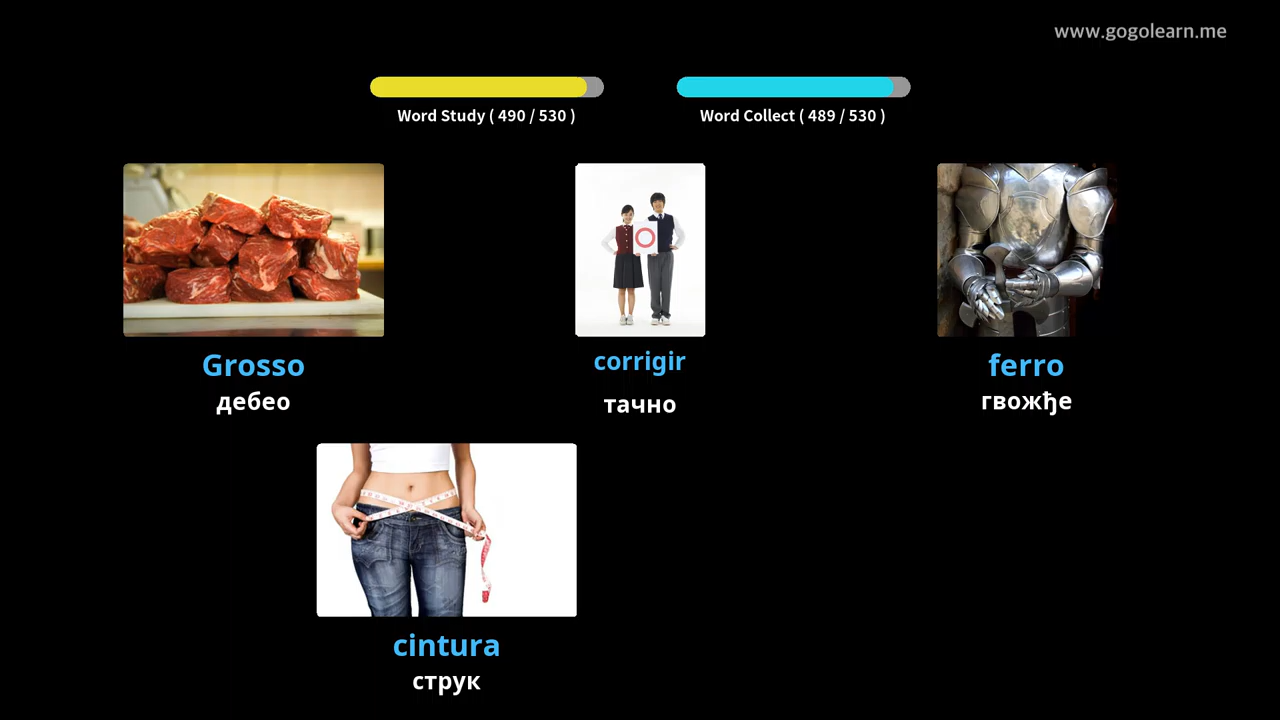 www.gogolearn.me
Word Study ( 490 / 530 )
Word Collect ( 489 / 530 )
Grosso
дебео
corrigir
тачно
ferro
гвожђе
cintura
струк